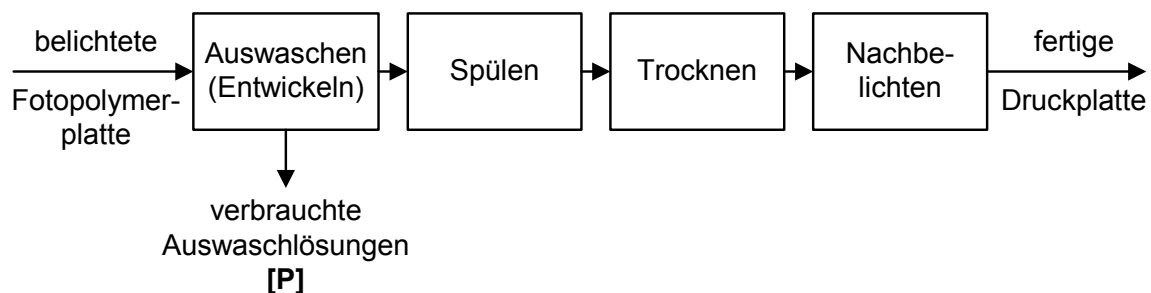 belichtete
Fotopolymer-
platte
Auswaschen
(Entwickeln)
Spülen
Trocknen
Nachbe-
lichten
fertige
Druckplatte
verbrauchte
Auswaschlösungen
[P]